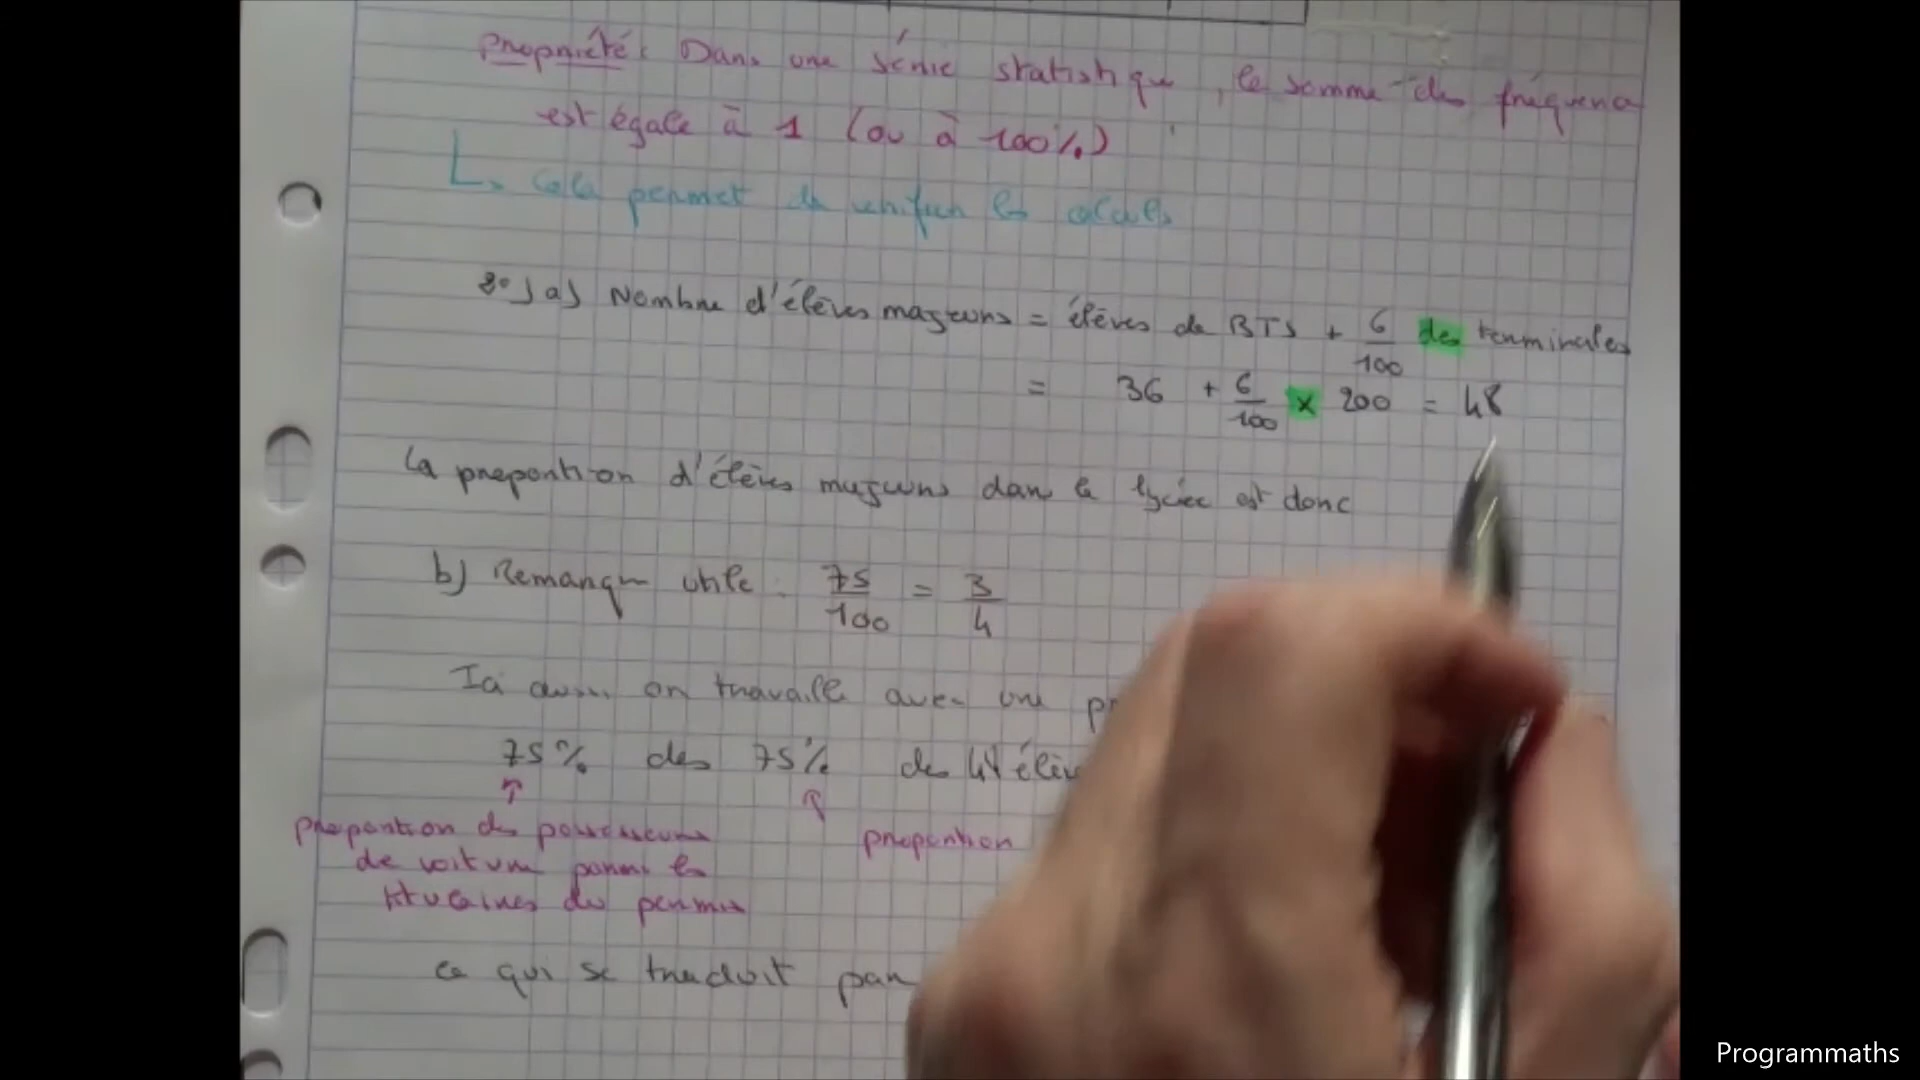 Propriété : Dans une série statistique, la somme des fréquences
est égale à 1 (ou à 100%)
Cela permet de vérifier les calculs
2°) a) Nombre d'élèves majeurs = élèves de BTS + 6/100 des terminales
= 36 + 6/100 × 200 = 48
La proportion d'élèves majeurs dans le lycée est donc
b) Remarque utile : 75/100 = 3/4
Ici aussi on travaille avec une
75% des 75% des 48
proportion des possesseurs
de voiture parmi les
titulaires du permis
proportion
ce qui se traduit par
Programmaths